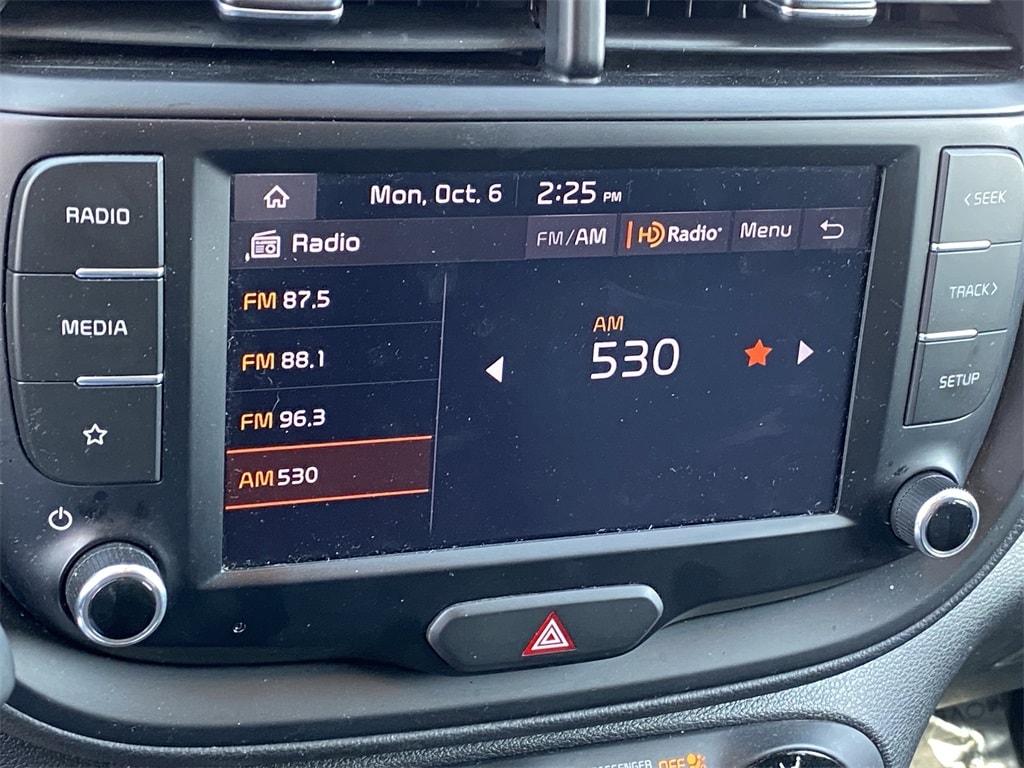 Mon, Oct. 6 2:25 PM
RADIO
Radio
FM/AM
HD Radio
Menu
<SEEK
FM 87.5
MEDIA
FM 88.1
AM
530
TRACK>
FM 96.3
SETUP
AM 530
OFF